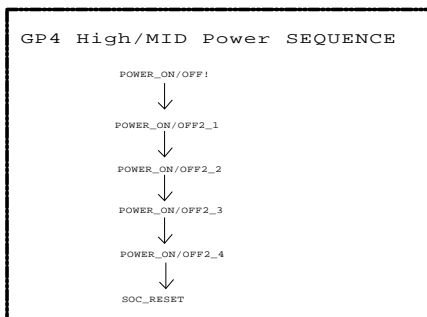 GP4 High/MID Power SEQUENCE
POWER_ON/OFF!
POWER_ON/OFF2_1
POWER_ON/OFF2_2
POWER_ON/OFF2_3
POWER_ON/OFF2_4
SOC_RESET